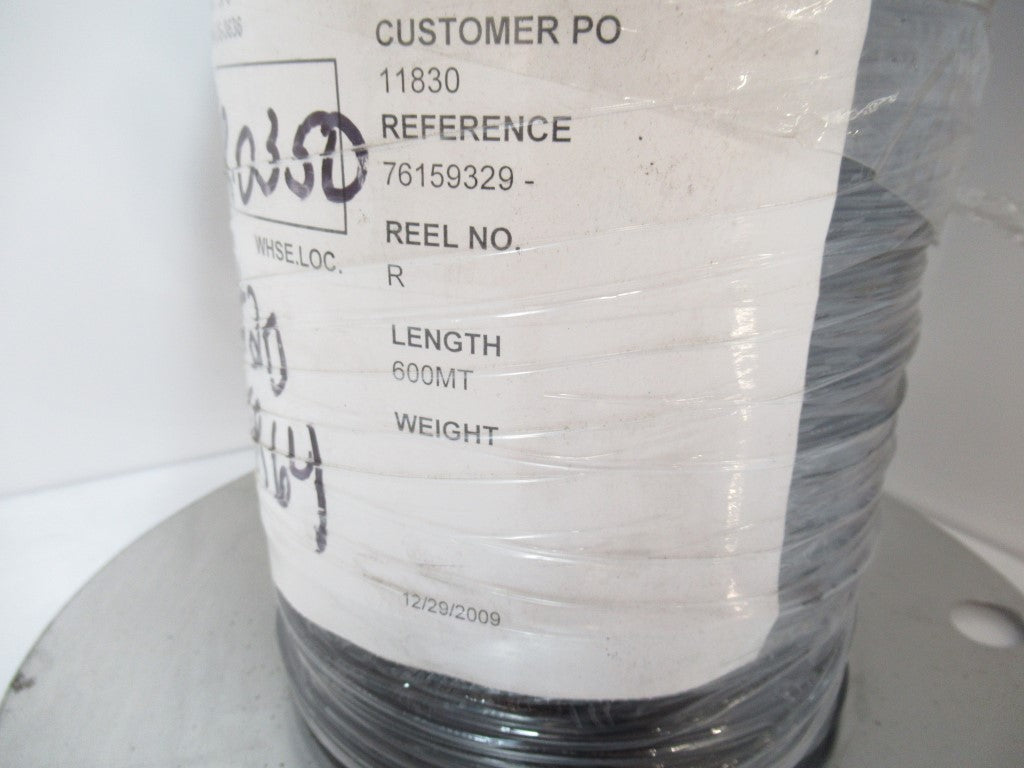 CUSTOMER PO
11830
REFERENCE
76159329 -
REEL NO.
R
WHSE.LOC.
LENGTH
600MT
WEIGHT
12/29/2009